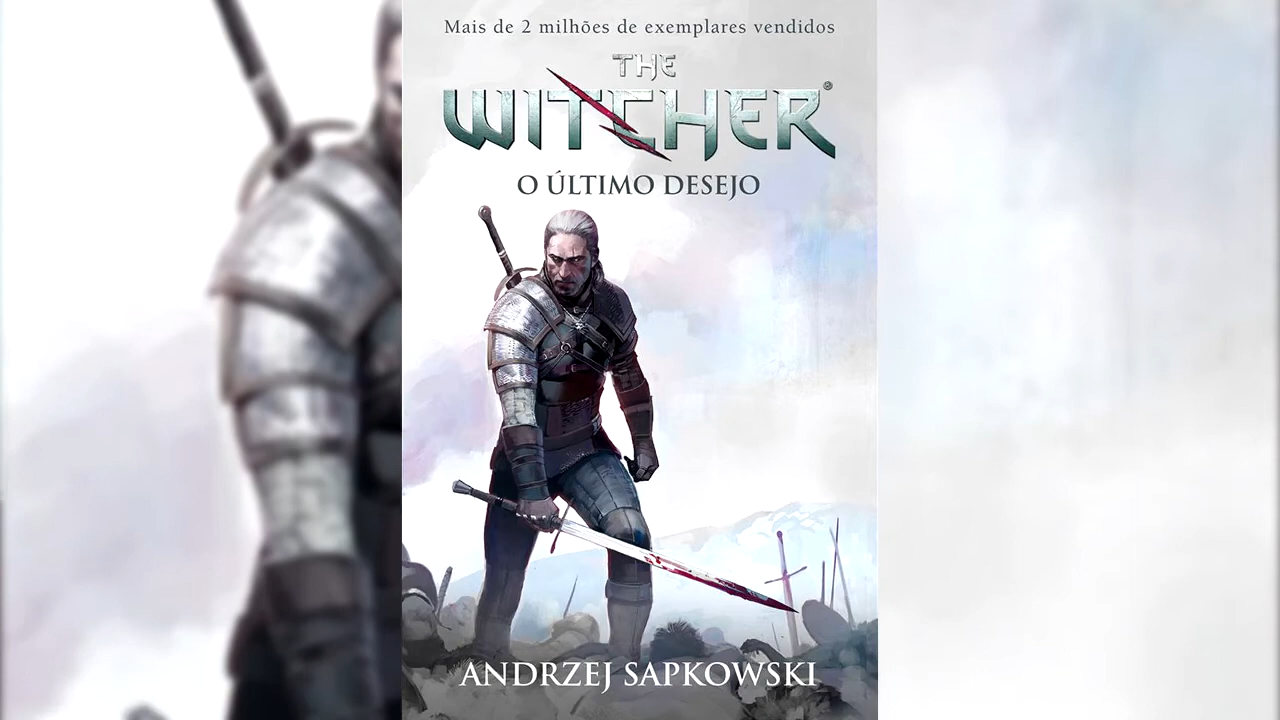 Mais de 2 milhões de exemplares vendidos
THE
WITCHER®
O ÚLTIMO DESEJO
ANDRZEJ SAPKOWSKI